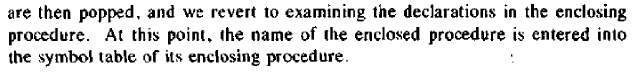 are then popped, and we revert to examining the declarations in the enclosing
procedure. At this point, the name of the enclosed procedure is entered into
the symbol table of its enclosing procedure.